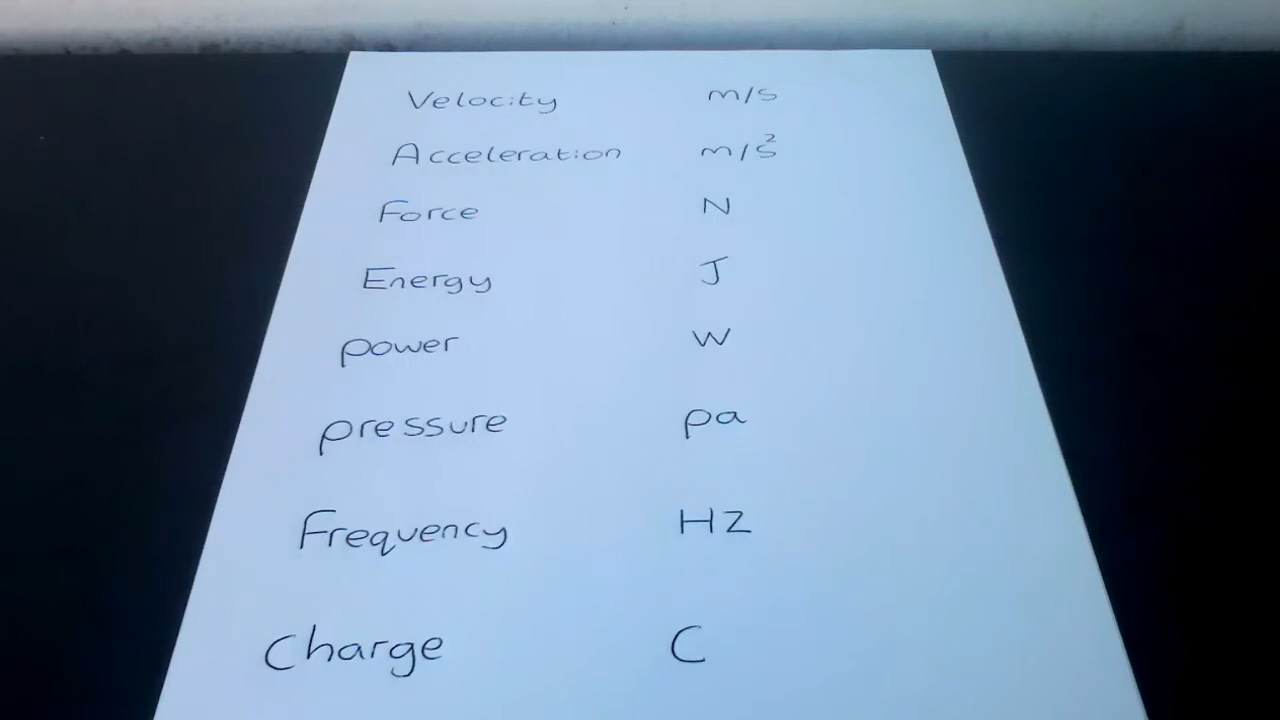 Velocity m/s
Acceleration m/s²
Force N
Energy J
power W
pressure pa
Frequency HZ
Charge C